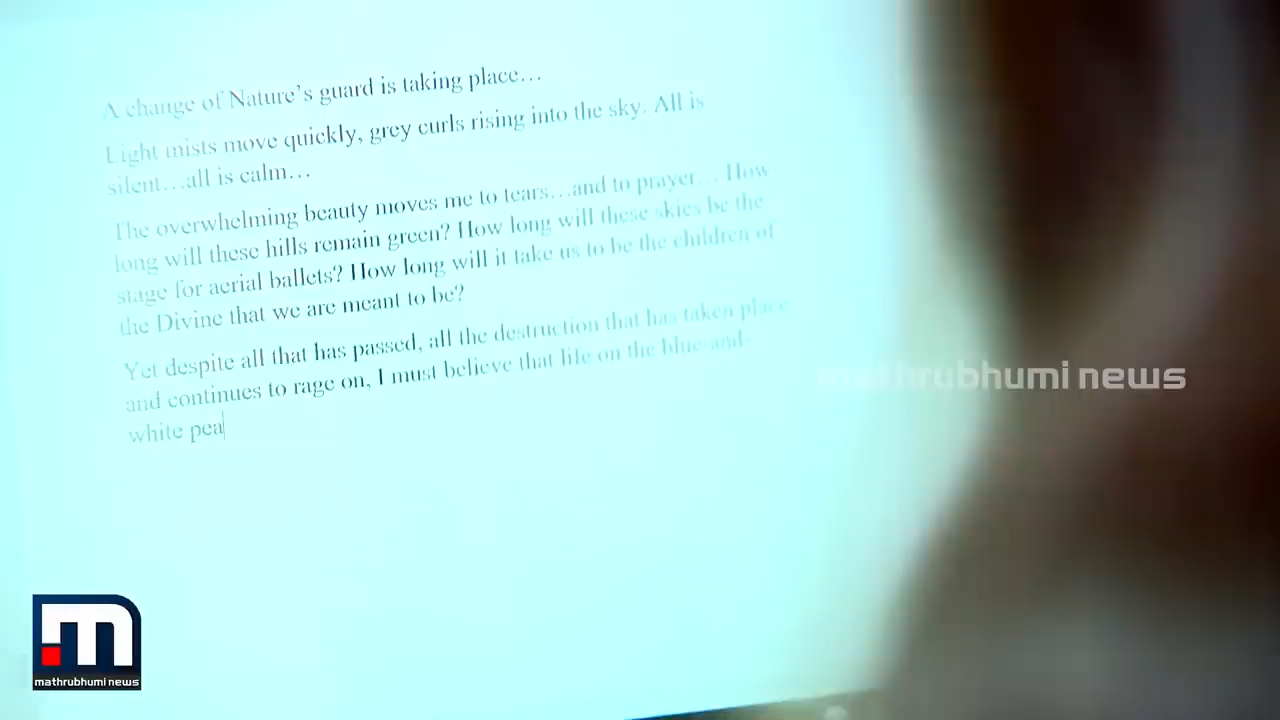 A change of Nature's guard is taking place…
Light mists move quickly, grey curls rising into the sky. All is
silent…all is calm…
The overwhelming beauty moves me to tears…and to prayer… How
long will these hills remain green? How long will these skies be the
stage for aerial ballets? How long will it take us to be the children of
the Divine that we are meant to be?
Yet despite all that has passed, all the destruction that has taken place
and continues to rage on, I must believe that life on the blue-and-
white pea
mathrubhumi news
mathrubhumi news